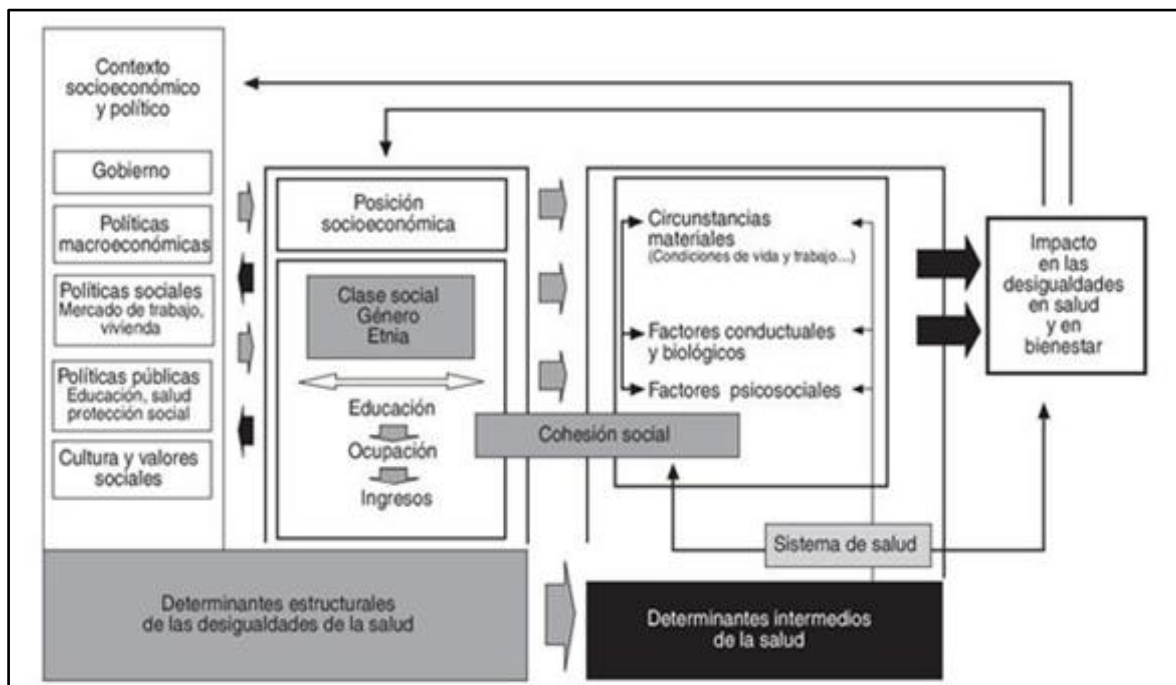 Contexto
socioeconómico
y político
Gobierno
Políticas
macroeconómicas
Políticas sociales
Mercado de trabajo,
vivienda
Políticas públicas
Educación, salud
protección social
Cultura y valores
sociales
Posición
socioeconómica
Clase social
Género
Etnia
Educación
Ocupación
Ingresos
Cohesión social
Circunstancias
materiales
(Condiciones de vida y trabajo...)
Factores conductuales
y biológicos
Factores psicosociales
Sistema de salud
Impacto
en las
desigualdades
en salud
y en
bienestar
Determinantes estructurales
de las desigualdades de la salud
Determinantes intermedios
de la salud